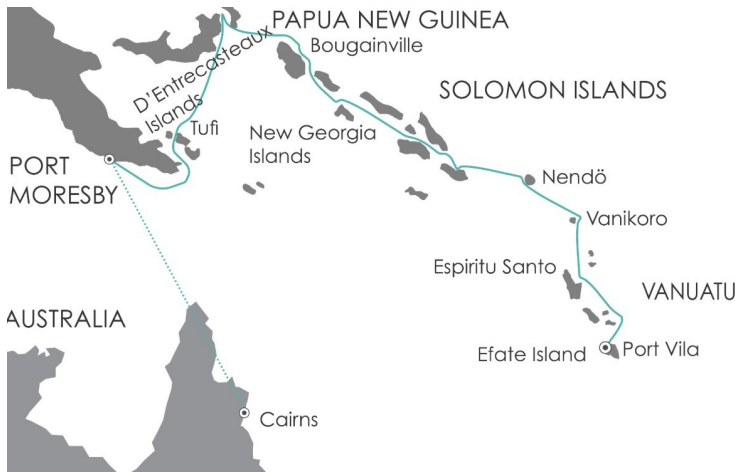 PAPUA NEW GUINEA
Bougainville
D'Entrecasteaux
Islands
SOLOMON ISLANDS
Tufi
New Georgia
Islands
PORT
MORESBY
Nendö
Vanikoro
Espiritu Santo
VANUATU
AUSTRALIA
Efate Island
Port Vila
Cairns